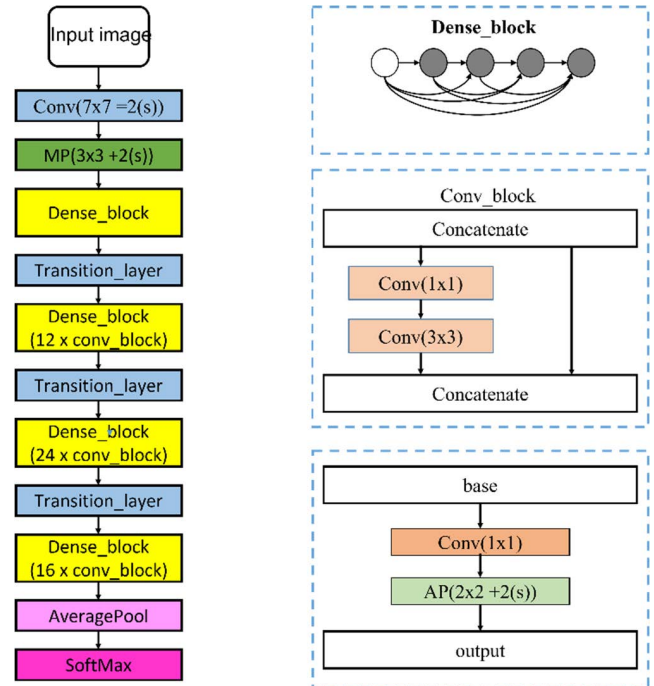 Input image
Conv(7x7 =2(s))
MP(3x3 +2(s))
Dense_block
Transition_layer
Dense_block
(12 x conv_block)
Transition_layer
Dense_block
(24 x conv_block)
Transition_layer
Dense_block
(16 x conv_block)
AveragePool
SoftMax
Dense_block
Conv_block
Concatenate
Conv(1x1)
Conv(3x3)
Concatenate
base
Conv(1x1)
AP(2x2 +2(s))
output